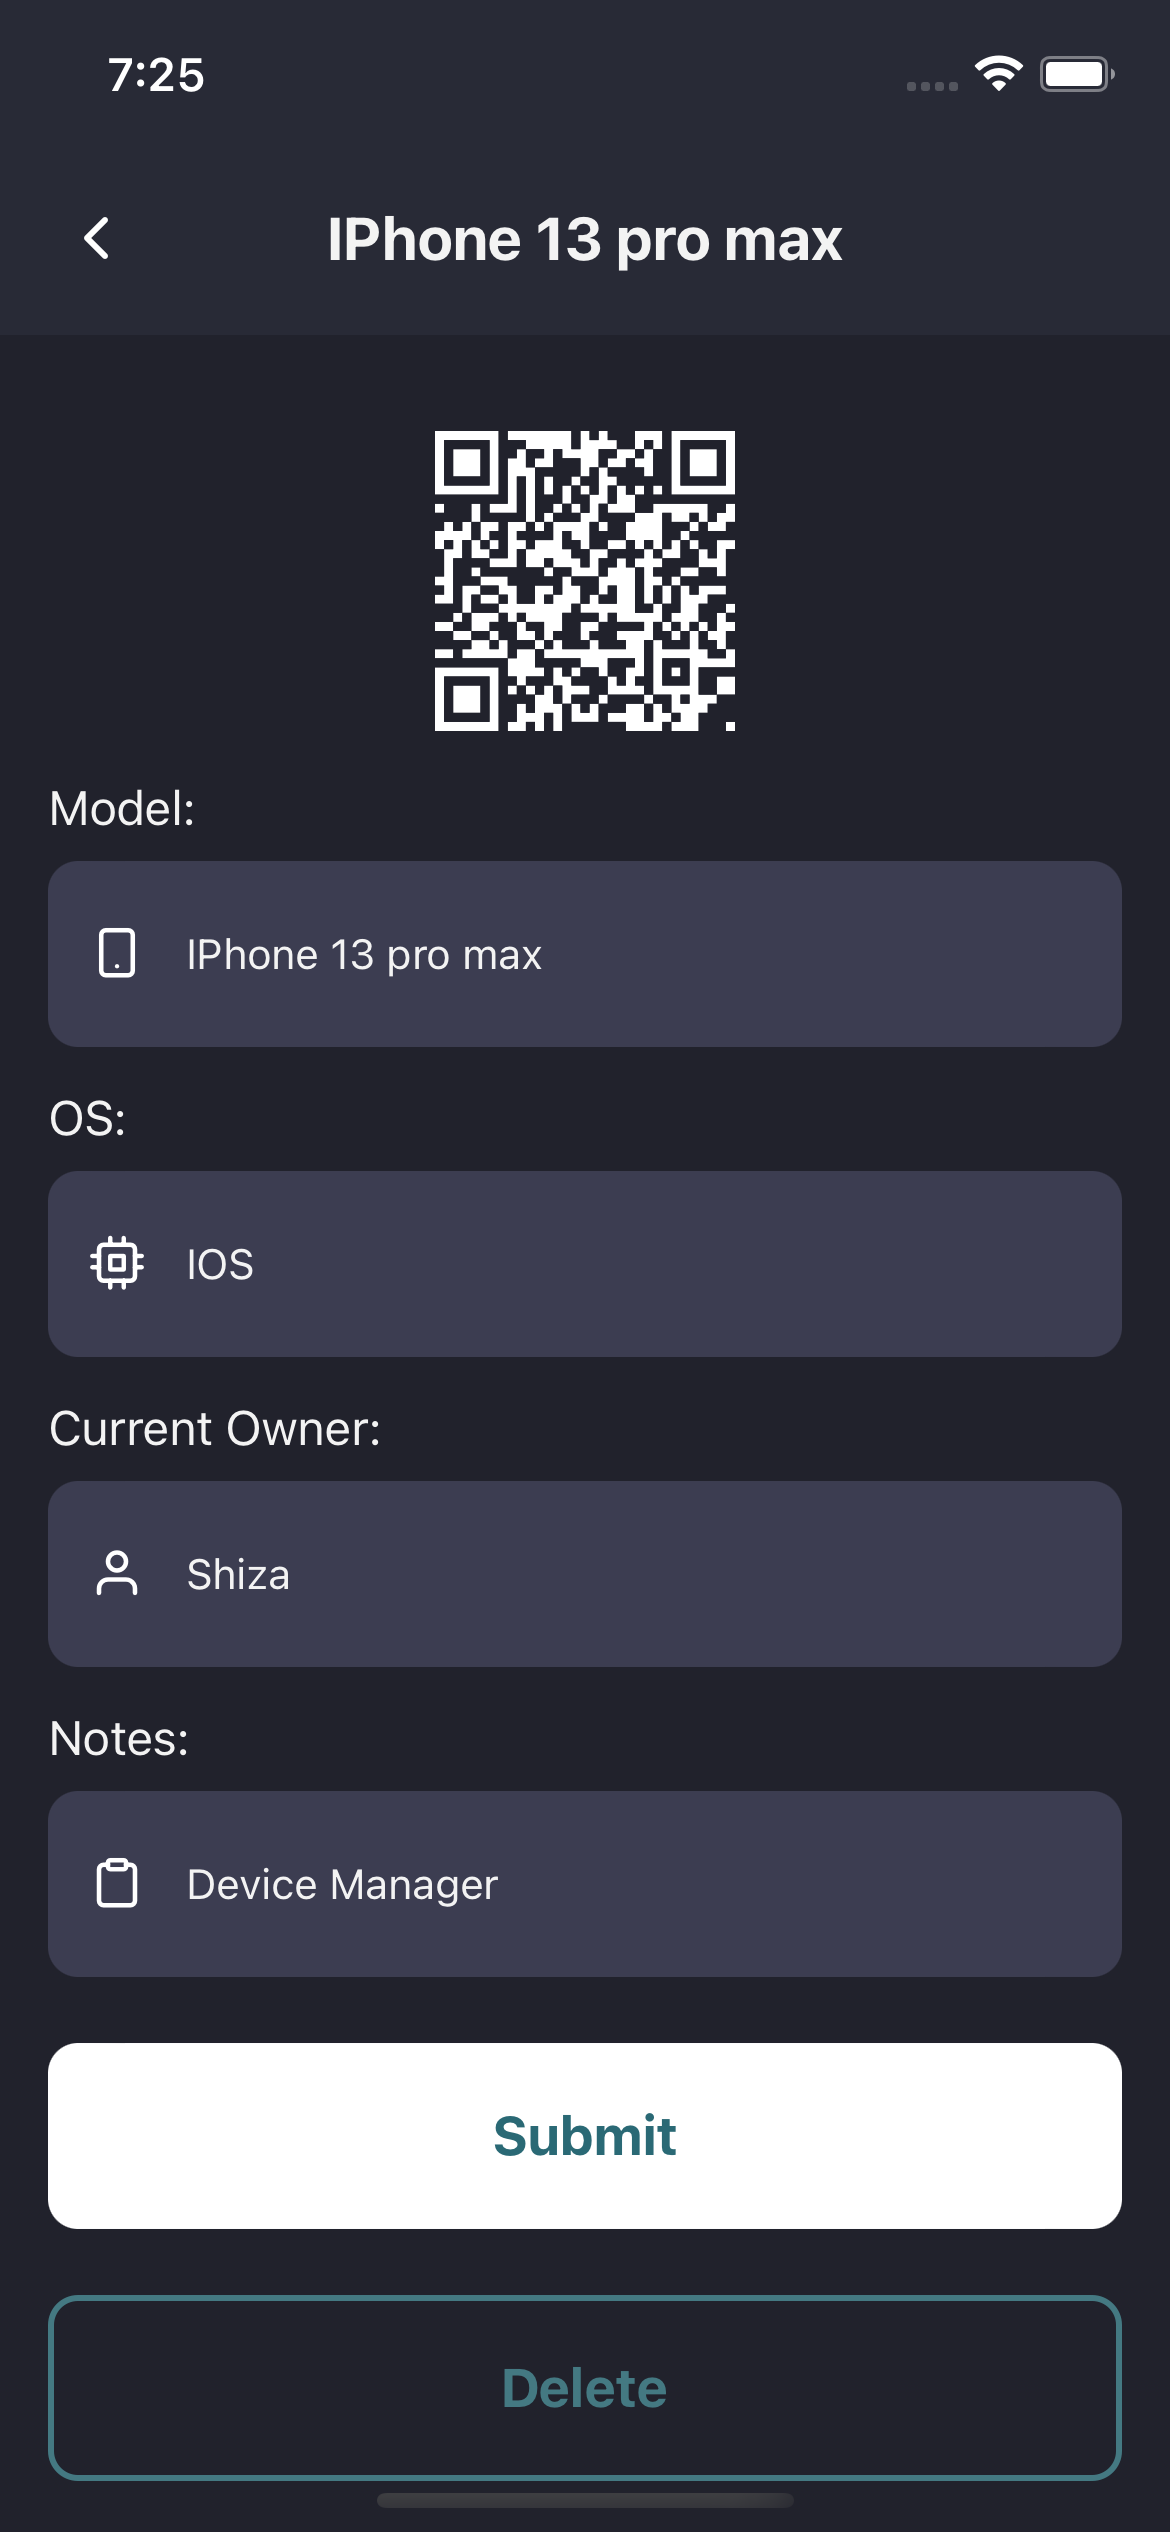 7:25
IPhone 13 pro max
Model:
IPhone 13 pro max
OS:
IOS
Current Owner:
Shiza
Notes:
Device Manager
Submit
Delete